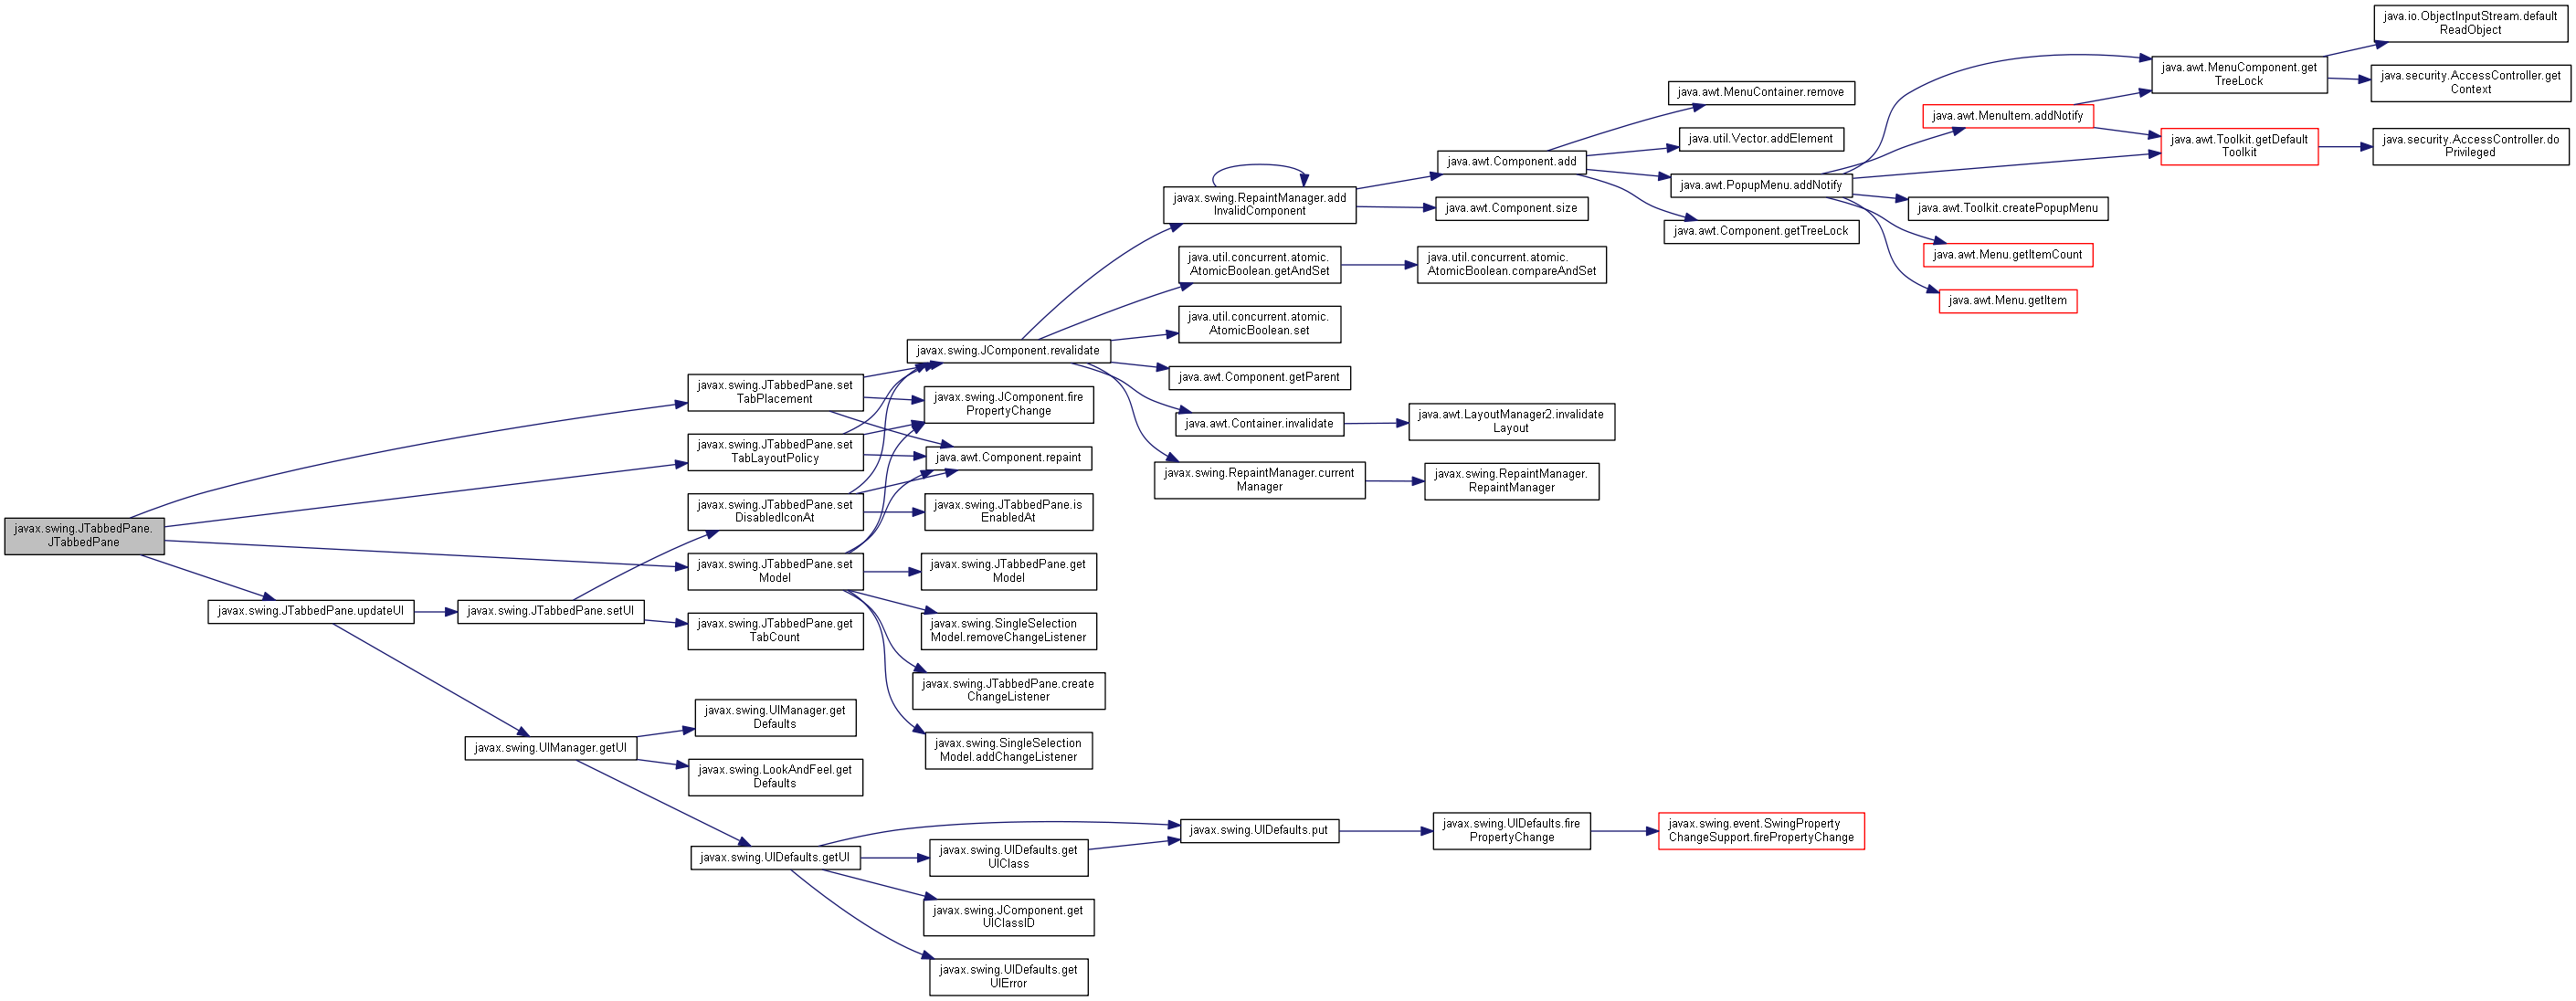 javax.swing.JTabbedPane.
JTabbedPane
javax.swing.JTabbedPane.set
TabPlacement
javax.swing.JTabbedPane.set
TabLayoutPolicy
javax.swing.JTabbedPane.set
DisabledIconAt
javax.swing.JTabbedPane.set
Model
javax.swing.JTabbedPane.updateUI
javax.swing.JTabbedPane.setUI
javax.swing.JTabbedPane.get
TabCount
javax.swing.UIManager.getUI
javax.swing.UIManager.get
Defaults
javax.swing.LookAndFeel.get
Defaults
javax.swing.UIDefaults.getUI
javax.swing.JComponent.revalidate
javax.swing.JComponent.fire
PropertyChange
java.awt.Component.repaint
javax.swing.JTabbedPane.is
EnabledAt
javax.swing.JTabbedPane.get
Model
javax.swing.SingleSelection
Model.removeChangeListener
javax.swing.JTabbedPane.create
ChangeListener
javax.swing.SingleSelection
Model.addChangeListener
javax.swing.UIDefaults.get
UIClass
javax.swing.JComponent.get
UIClassID
javax.swing.UIDefaults.get
UIError
javax.swing.RepaintManager.add
InvalidComponent
java.util.concurrent.atomic.
AtomicBoolean.getAndSet
java.util.concurrent.atomic.
AtomicBoolean.set
java.awt.Component.getParent
java.awt.Container.invalidate
javax.swing.RepaintManager.current
Manager
javax.swing.UIDefaults.put
java.awt.Component.add
java.awt.Component.size
java.util.concurrent.atomic.
AtomicBoolean.compareAndSet
java.awt.LayoutManager2.invalidate
Layout
javax.swing.RepaintManager.
RepaintManager
javax.swing.UIDefaults.fire
PropertyChange
javax.swing.event.SwingProperty
ChangeSupport.firePropertyChange
java.awt.MenuContainer.remove
java.util.Vector.addElement
java.awt.PopupMenu.addNotify
java.awt.Component.getTreeLock
java.awt.MenuItem.addNotify
java.awt.Toolkit.createPopupMenu
java.awt.Menu.getItemCount
java.awt.Menu.getItem
java.awt.MenuComponent.get
TreeLock
java.awt.Toolkit.getDefault
Toolkit
java.io.ObjectInputStream.default
ReadObject
java.security.AccessController.get
Context
java.security.AccessController.do
Privileged